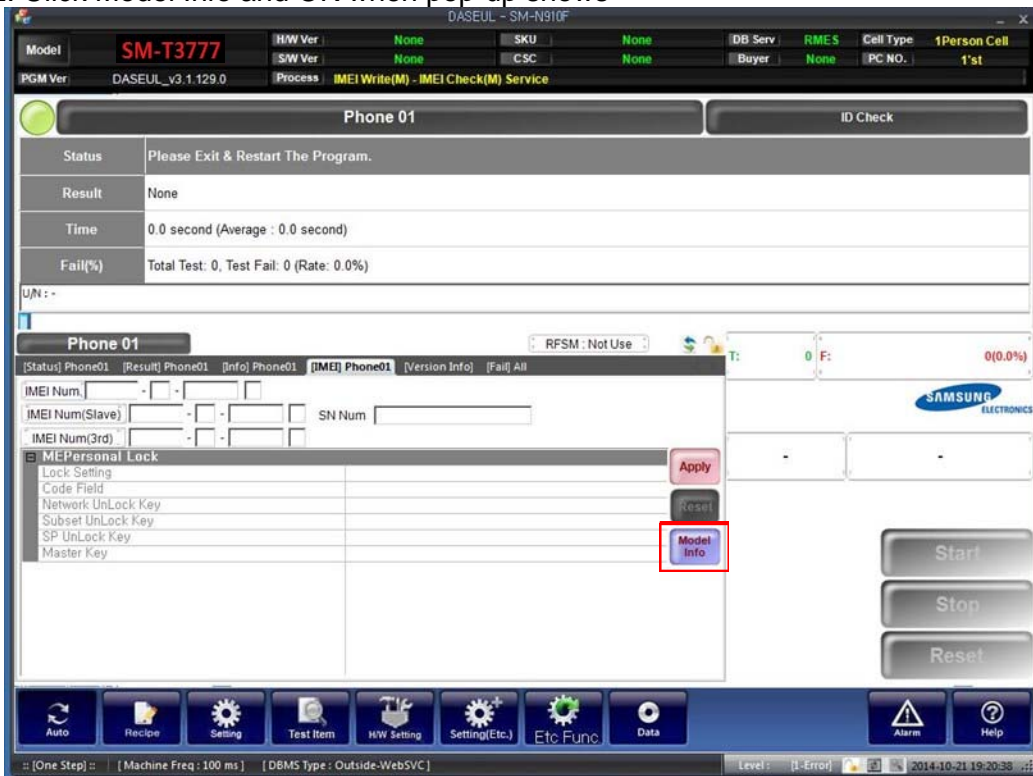 DASEUL - SM-N910F
Model SM-T3777 H/W Ver None SKU None DB Serv RMES Cell Type 1Person Cell
S/W Ver None CSC None Buyer None PC NO. 1'st
PGM Ver DASEUL_v3.1.129.0 Process IMEI Write(M) - IMEI Check(M) Service
Phone 01 ID Check
Status Please Exit & Restart The Program.
Result None
Time 0.0 second (Average : 0.0 second)
Fail(%) Total Test: 0, Test Fail: 0 (Rate: 0.0%)
U/N : -
Phone 01 RFSM : Not Use T: 0 F: 0(0.0%)
[Status] Phone01 [Result] Phone01 [Info] Phone01 [IMEI] Phone01 [Version Info] [Fail] All
IMEI Num. - -
SAMSUNG
ELECTRONICS
IMEI Num(Slave) - - SN Num
IMEI Num(3rd) - -
MEPersonal Lock
Lock Setting
Code Field
Network UnLock Key
Subset UnLock Key
SP UnLock Key
Master Key
Apply
Reset
Model
Info
- -
Start
Stop
Reset
Auto Recipe Setting Test Item H/W Setting Setting(Etc.) Etc Func Data Alarm Help
:: [One Step] :: [ Machine Freq : 100 ms ] [ DBMS Type : Outside-WebSVC ] Level : [1-Error] 2014-10-21 19:20:38